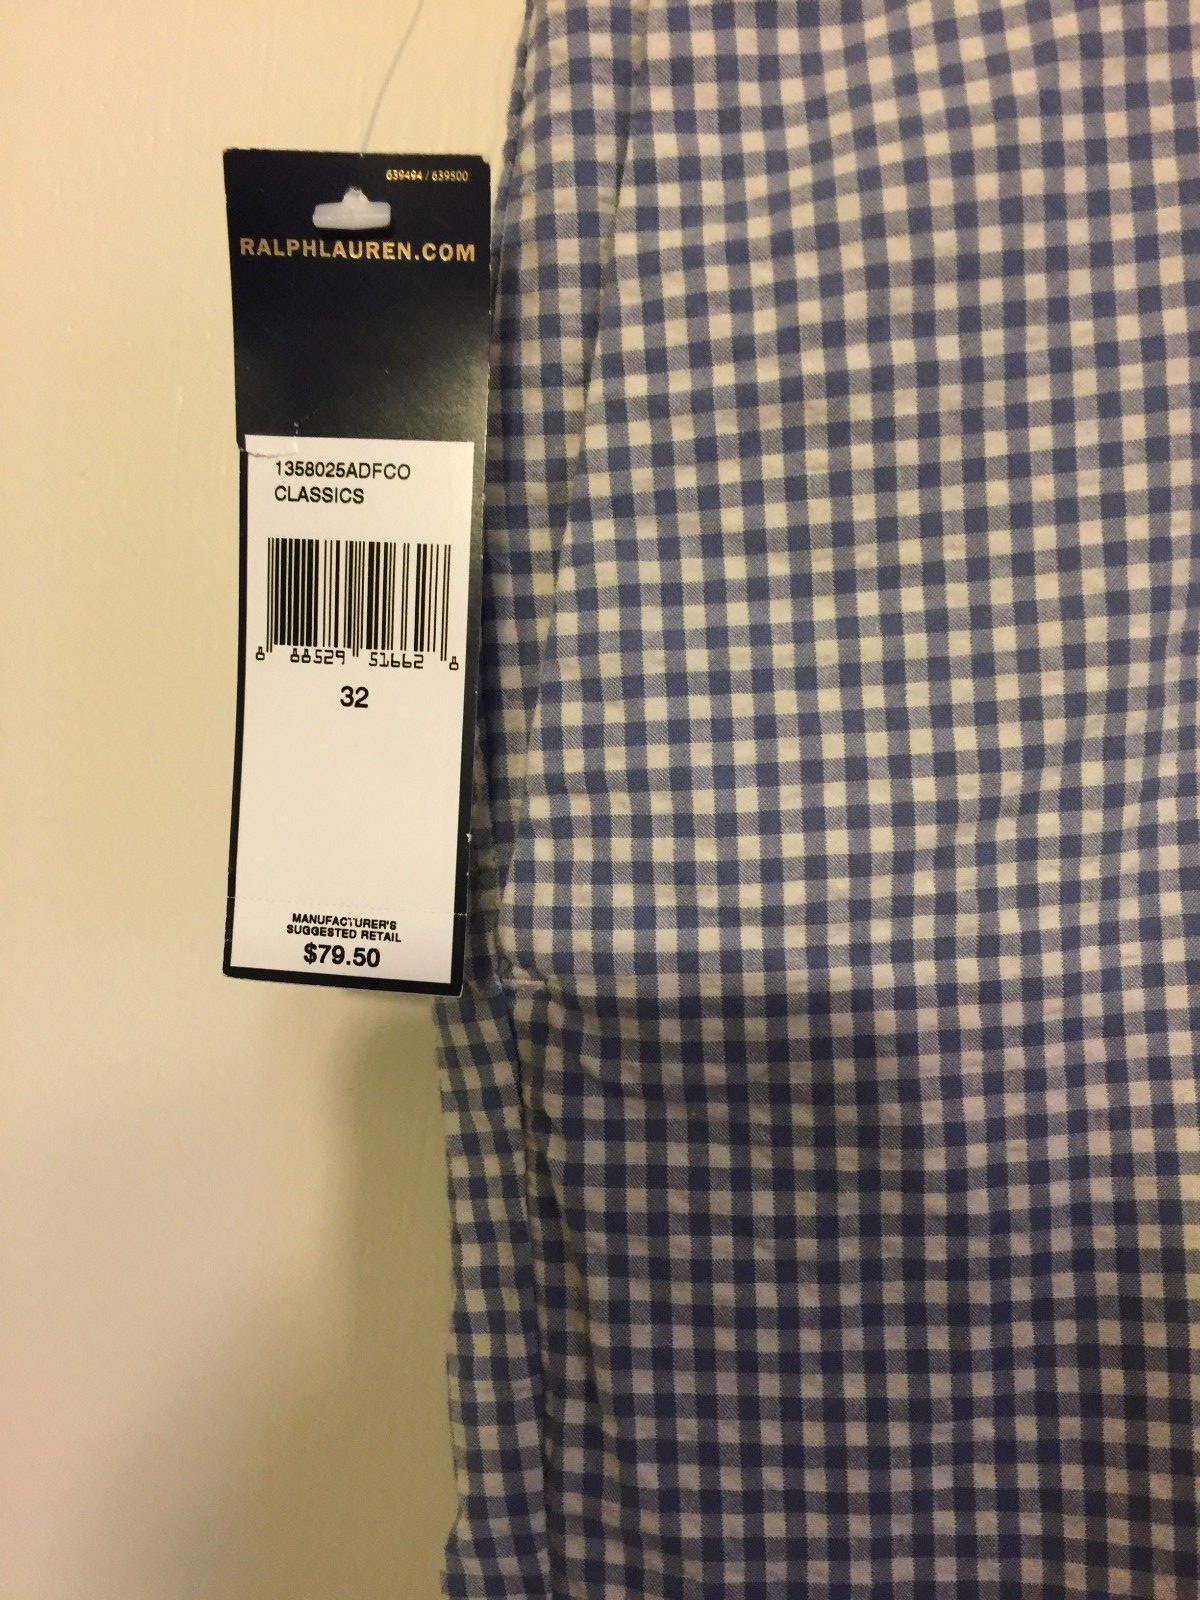 639494 / 639500
RALPHLAUREN.COM
1358025ADFCO
CLASSICS
8 88529 51662 8
32
MANUFACTURER'S
SUGGESTED RETAIL
$79.50